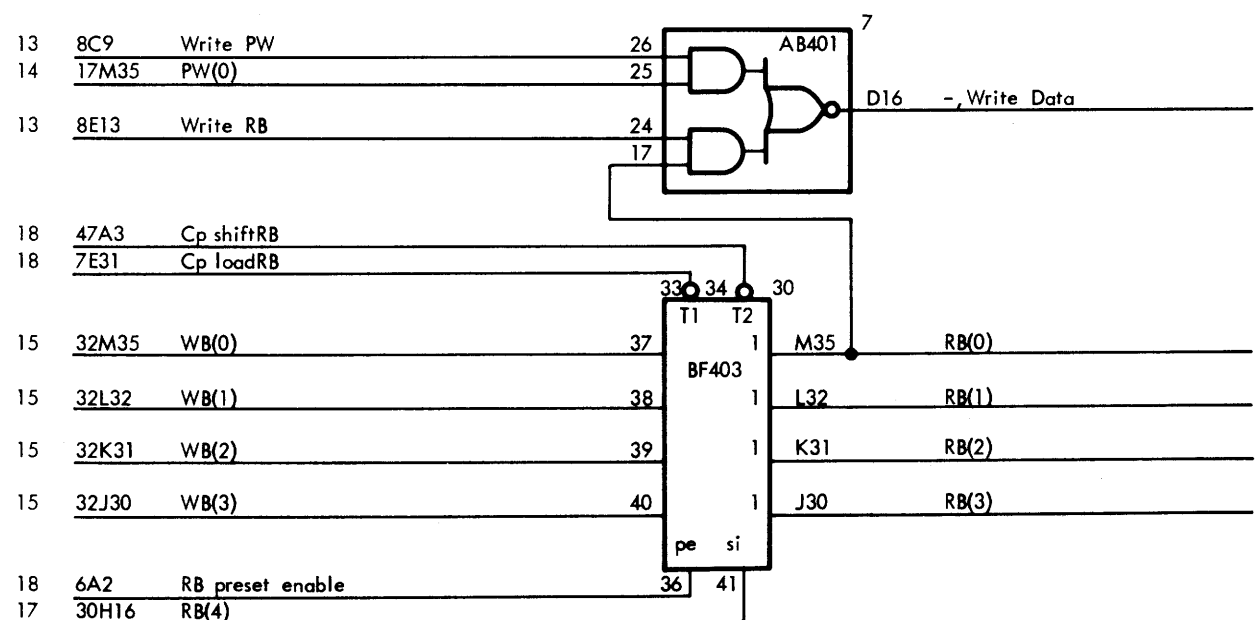 7
13 8C9 Write PW 26 AB401
14 17M35 PW(0) 25
D16 -,Write Data
13 8E13 Write RB 24
17
18 47A3 Cp shiftRB
18 7E31 Cp loadRB
33 34 30
T1 T2
15 32M35 WB(0) 37 1 M35 RB(0)
BF403
15 32L32 WB(1) 38 1 L32 RB(1)
15 32K31 WB(2) 39 1 K31 RB(2)
15 32J30 WB(3) 40 1 J30 RB(3)
pe si
18 6A2 RB preset enable 36 41
17 30H16 RB(4)